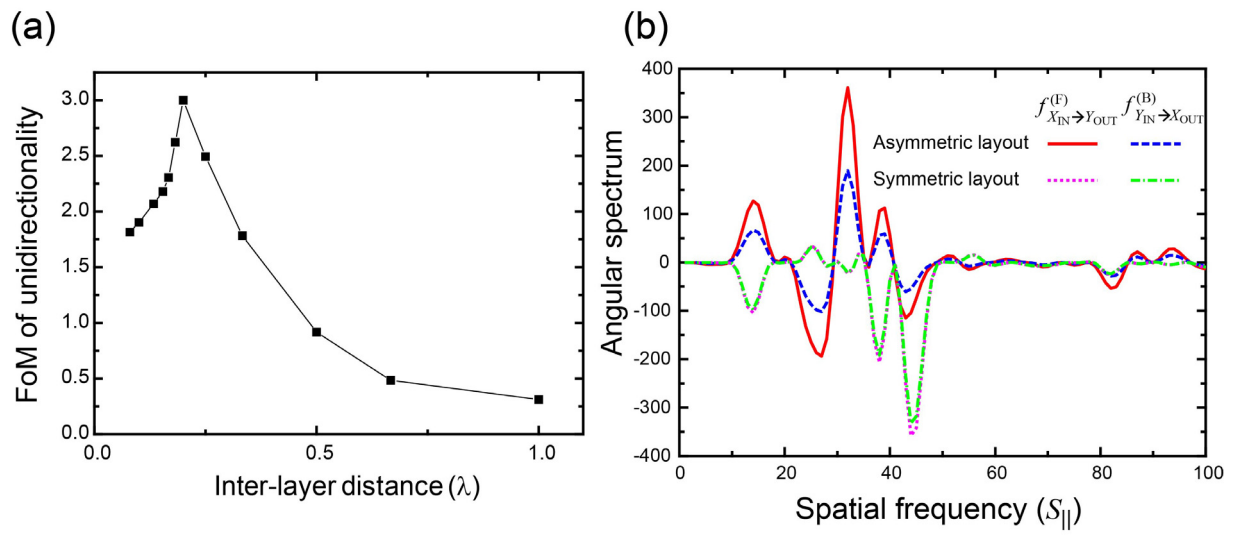 (a)
FoM of unidirectionality
3.0
2.5
2.0
1.5
1.0
0.5
0.0
0.0 0.5 1.0
Inter-layer distance (λ)
(b)
Angular spectrum
400
300
200
100
0
-100
-200
-300
-400
f(F)XIN→YOUT f(B)YIN→XOUT
Asymmetric layout
Symmetric layout
0 20 40 60 80 100
Spatial frequency (S||)